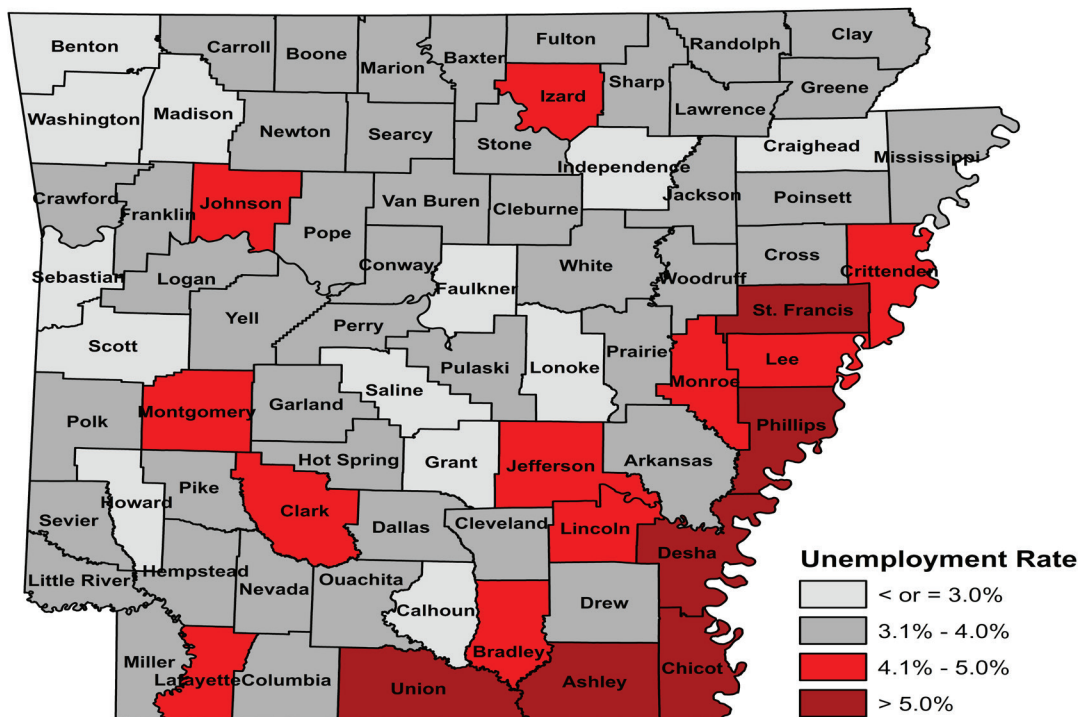 Benton
Carroll
Boone
Marion
Baxter
Fulton
Randolph
Clay
Izard
Sharp
Greene
Lawrence
Washington
Madison
Newton
Searcy
Stone
Independence
Craighead
Mississippi
Jackson
Crawford
Franklin
Johnson
Pope
Van Buren
Cleburne
Poinsett
Sebastian
Logan
Conway
Faulkner
White
Woodruff
Cross
Crittenden
Yell
Perry
St. Francis
Scott
Saline
Pulaski
Lonoke
Prairie
Monroe
Lee
Polk
Montgomery
Garland
Phillips
Hot Spring
Grant
Jefferson
Arkansas
Howard
Pike
Clark
Sevier
Dallas
Cleveland
Lincoln
Desha
Little River
Hempstead
Nevada
Ouachita
Calhoun
Drew
Bradley
Miller
Lafayette
Columbia
Union
Ashley
Chicot
Unemployment Rate
< or = 3.0%
3.1% - 4.0%
4.1% - 5.0%
> 5.0%